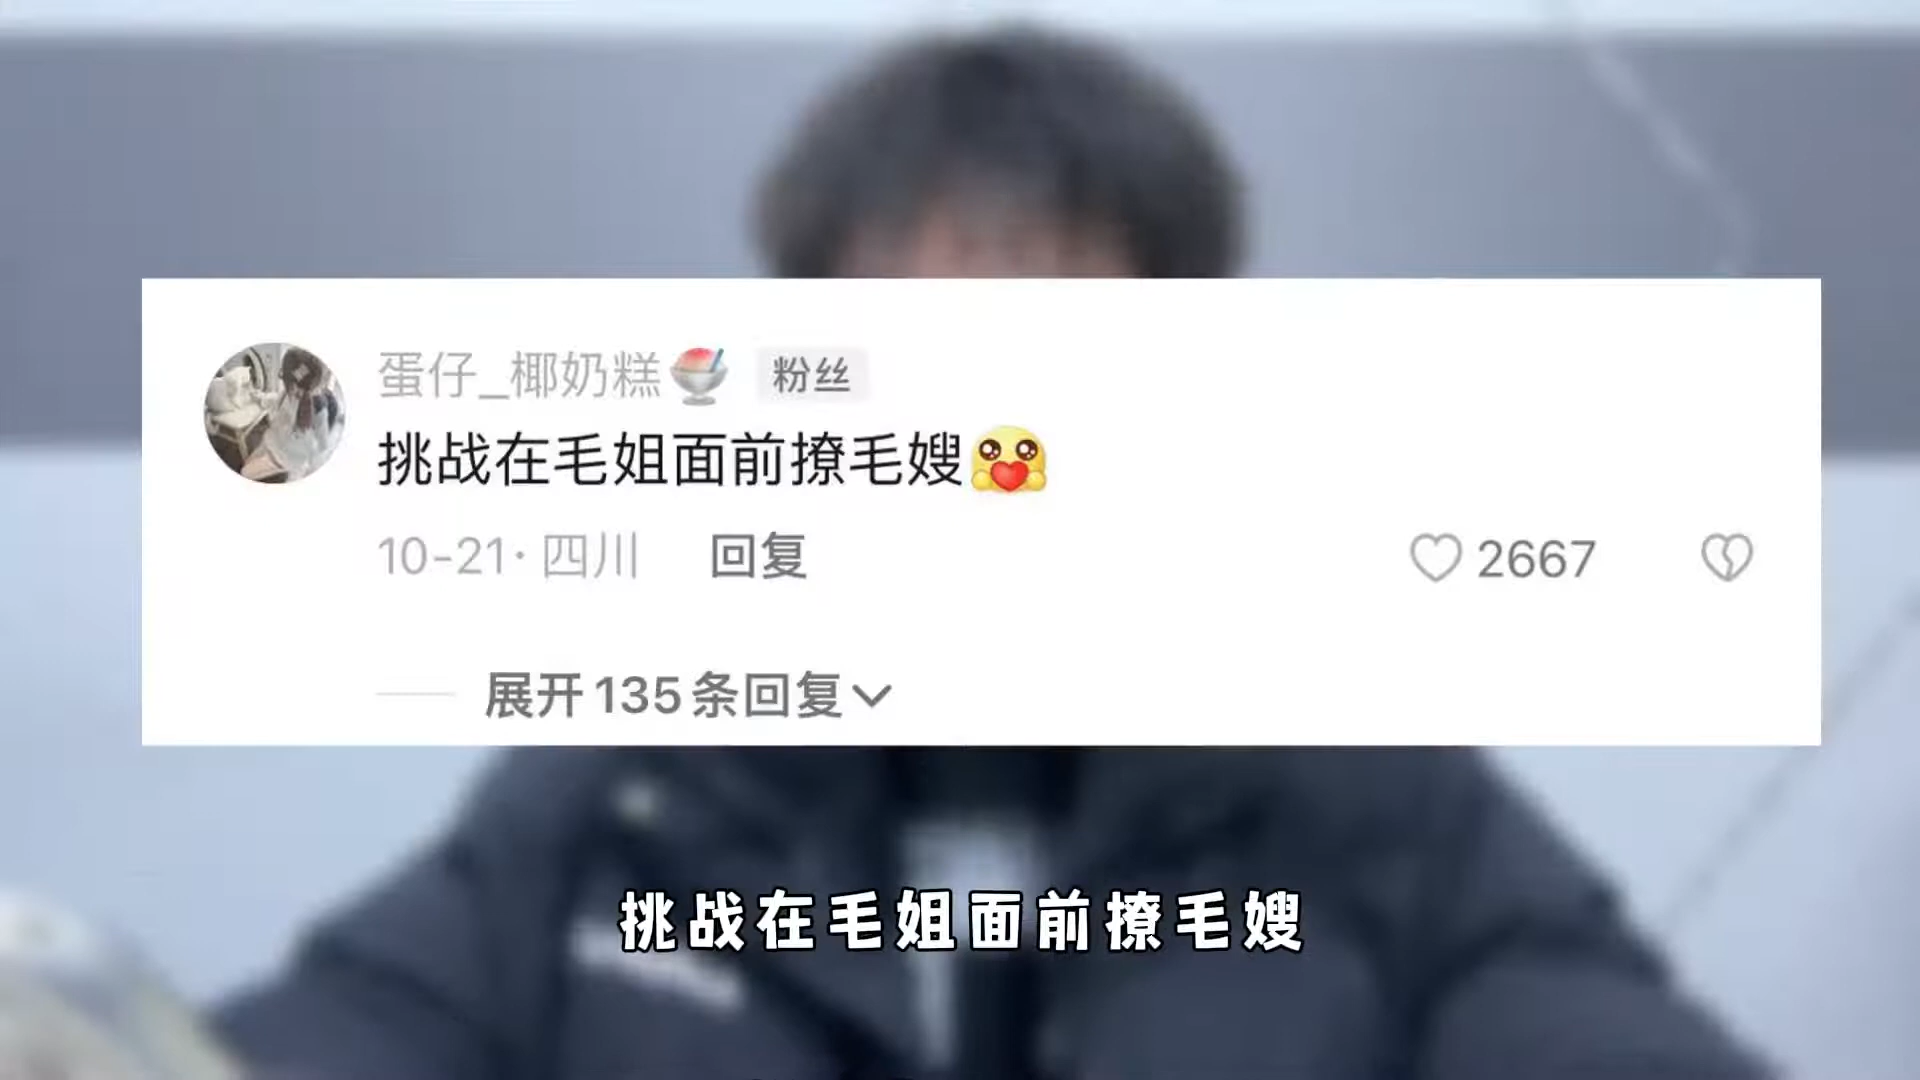 蛋仔_椰奶糕🍧 粉丝
挑战在毛姐面前撩毛嫂🥰
10-21·四川 回复 2667
展开135条回复
挑战在毛姐面前撩毛嫂